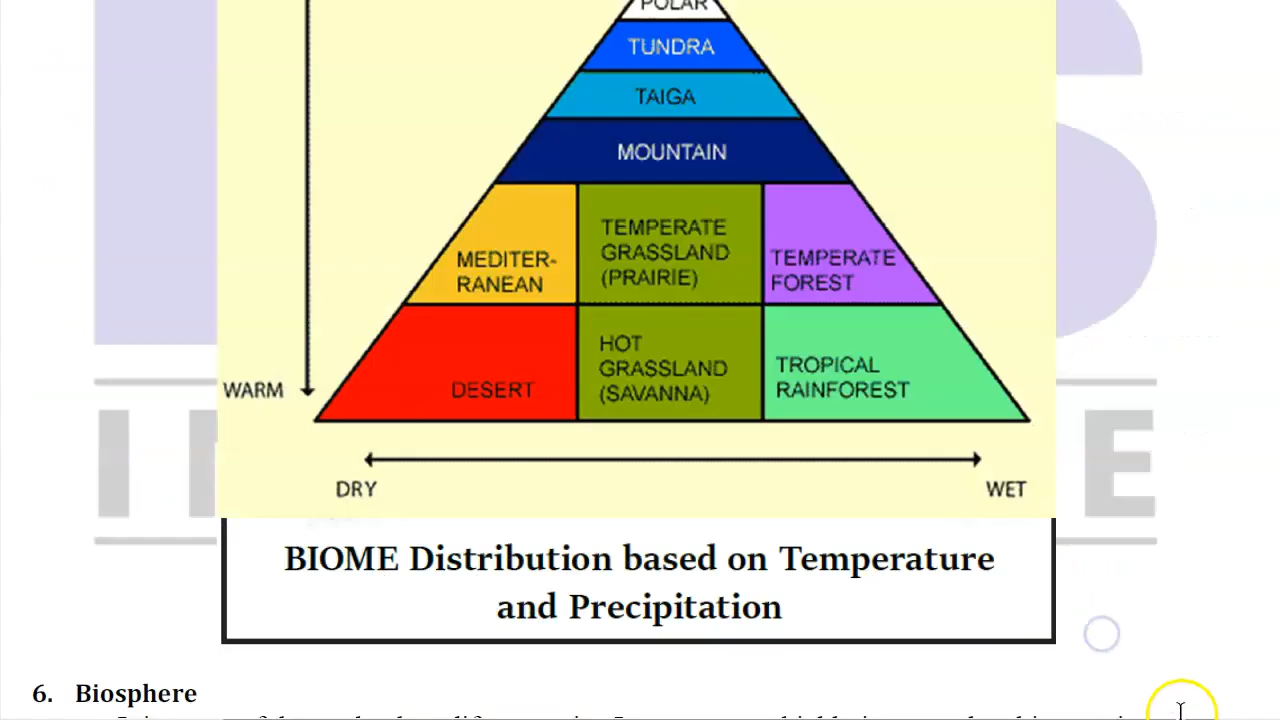 POLAR
TUNDRA
TAIGA
MOUNTAIN
MEDITER-
RANEAN
TEMPERATE
GRASSLAND
(PRAIRIE)
TEMPERATE
FOREST
DESERT
HOT
GRASSLAND
(SAVANNA)
TROPICAL
RAINFOREST
WARM
DRY
WET
BIOME Distribution based on Temperature
and Precipitation
6. Biosphere